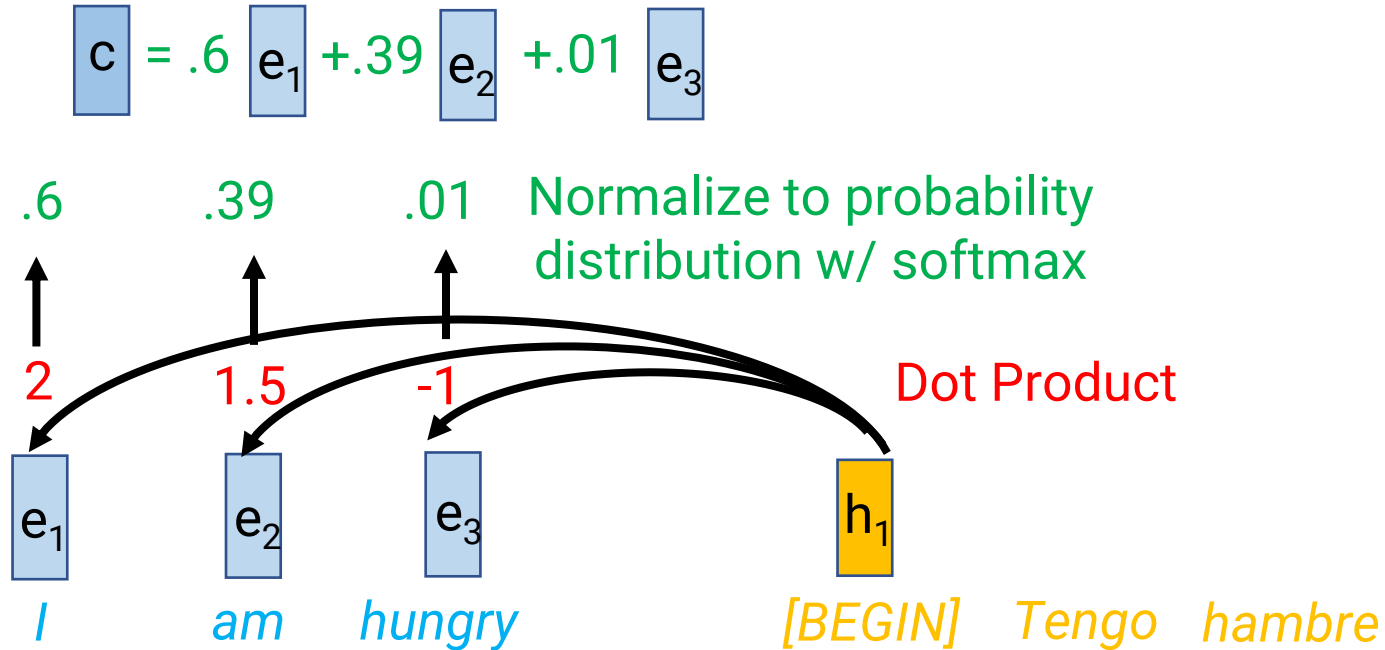 c = .6 e₁ +.39 e₂ +.01 e₃
.6 .39 .01 Normalize to probability
distribution w/ softmax
2 1.5 -1 Dot Product
e₁ e₂ e₃ h₁
I am hungry [BEGIN] Tengo hambre